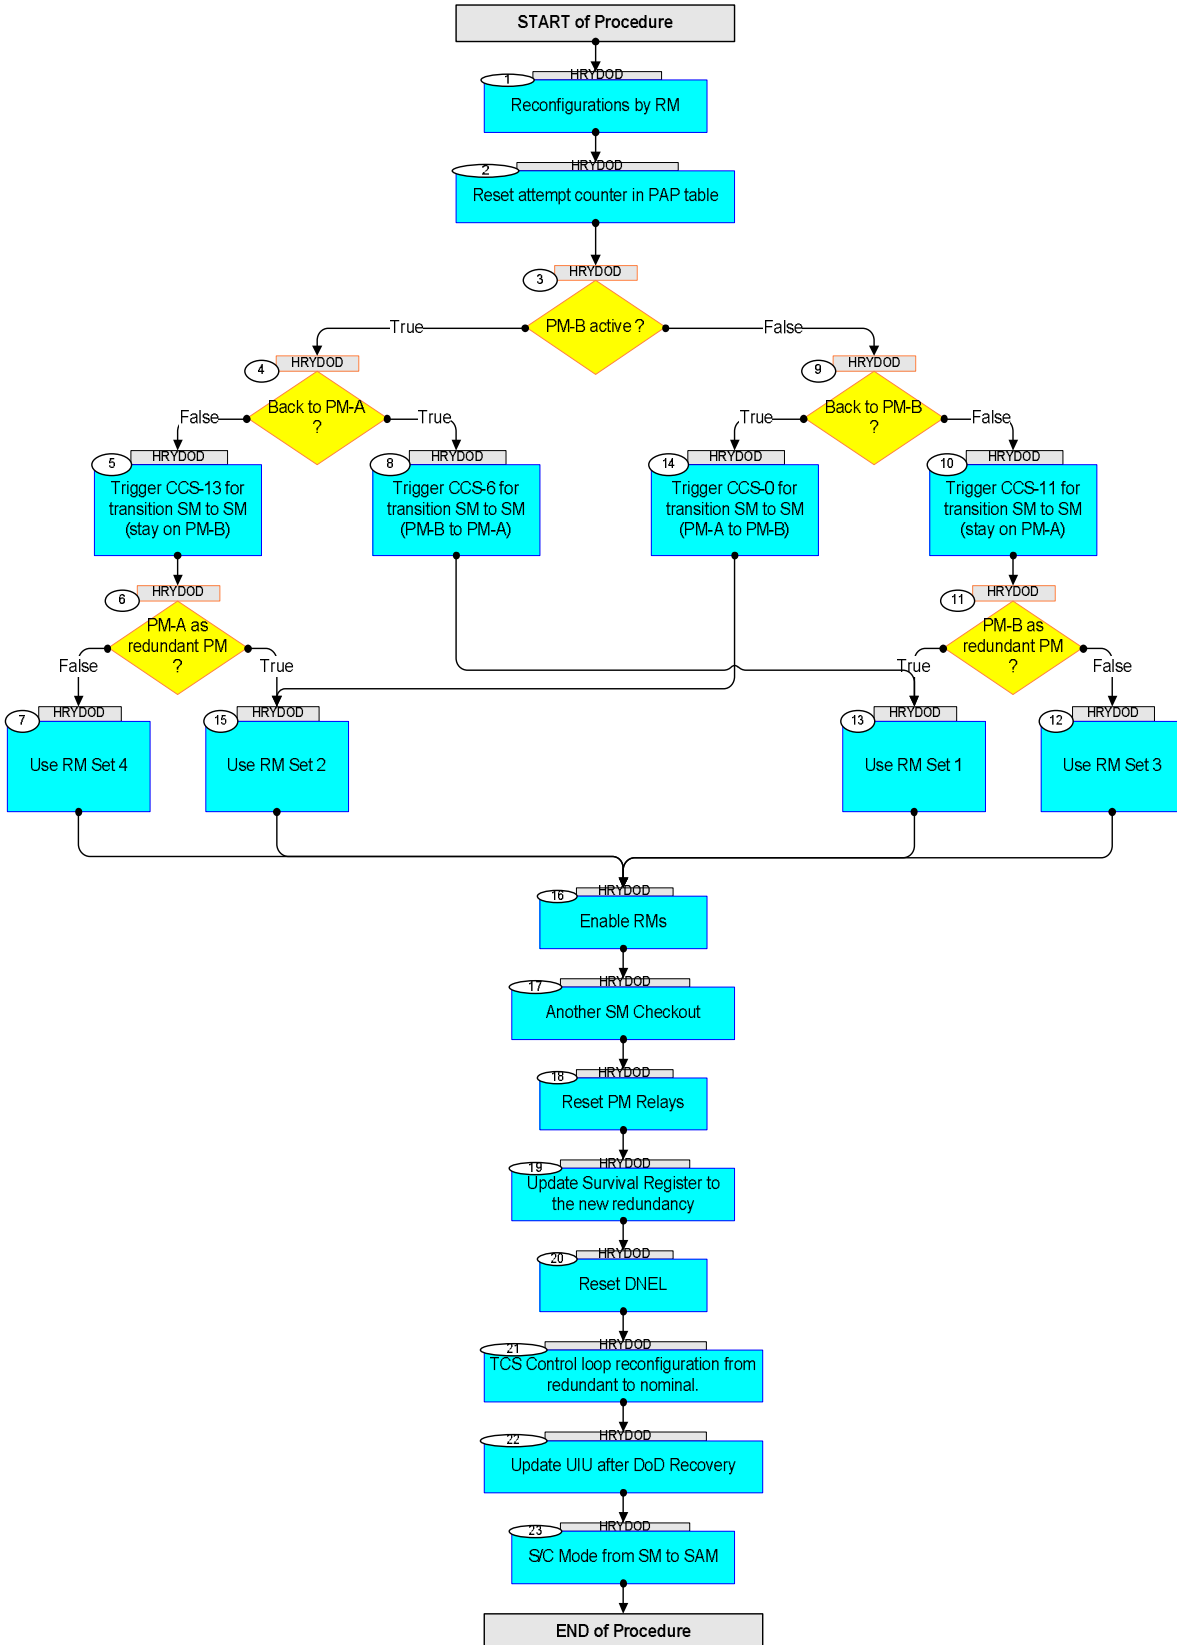 START of Procedure
HRYDOD
1
Reconfigurations by RM
HRYDOD
2
Reset attempt counter in PAP table
HRYDOD
3
PM-B active ?
True
False
HRYDOD
4
Back to PM-A
?
False
True
HRYDOD
9
Back to PM-B
?
True
False
HRYDOD
5
Trigger CCS-13 for
transition SM to SM
(stay on PM-B)
HRYDOD
8
Trigger CCS-6 for
transition SM to SM
(PM-B to PM-A)
HRYDOD
14
Trigger CCS-0 for
transition SM to SM
(PM-A to PM-B)
HRYDOD
10
Trigger CCS-11 for
transition SM to SM
(stay on PM-A)
HRYDOD
6
PM-A as
redundant PM
?
False
True
HRYDOD
11
PM-B as
redundant PM
?
True
False
HRYDOD
7
Use RM Set 4
HRYDOD
15
Use RM Set 2
HRYDOD
13
Use RM Set 1
HRYDOD
12
Use RM Set 3
HRYDOD
16
Enable RMs
HRYDOD
17
Another SM Checkout
HRYDOD
18
Reset PM Relays
HRYDOD
19
Update Survival Register to
the new redundancy
HRYDOD
20
Reset DNEL
HRYDOD
21
TCS Control loop reconfiguration from
redundant to nominal.
HRYDOD
22
Update UIU after DoD Recovery
HRYDOD
23
S/C Mode from SM to SAM
END of Procedure